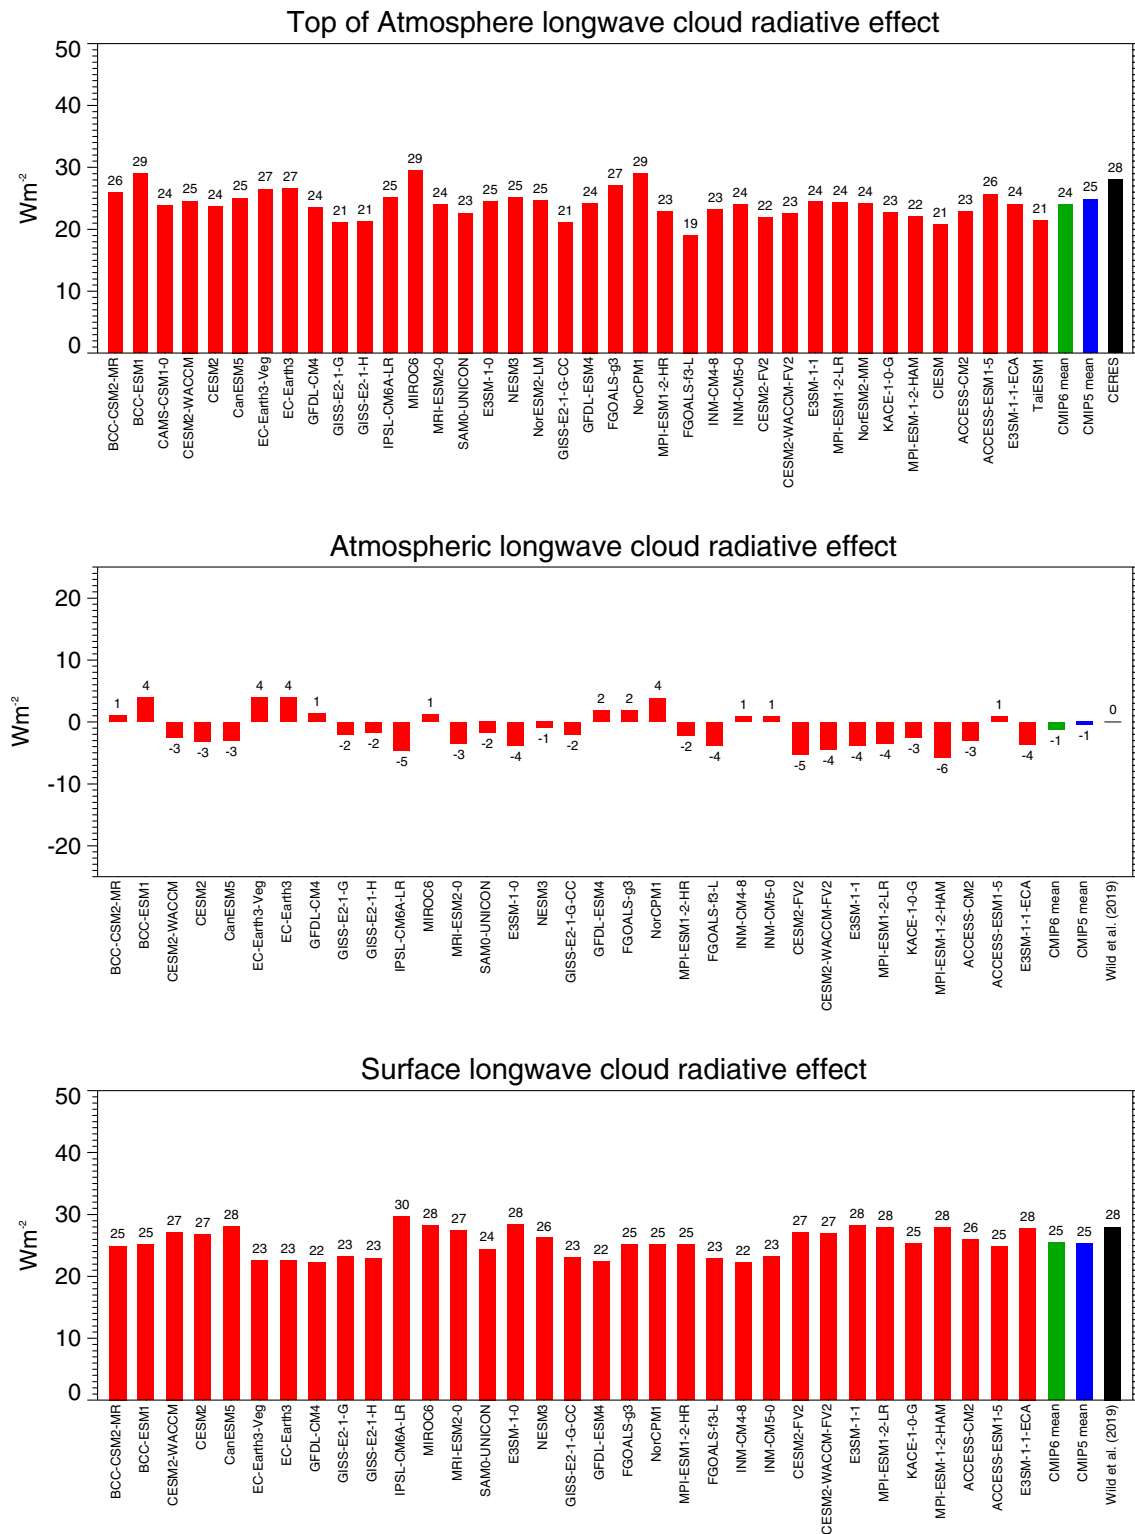 Top of Atmosphere longwave cloud radiative effect
50
40
30
20
10
0
Wm-2
26 29 24 25 24 25 27 27 24 21 21 25 29 24 23 25 25 25 21 24 27 29 23 19 23 24 22 23 24 24 24 23 22 21 23 26 24 21 24 25 28
BCC-CSM2-MR
BCC-ESM1
CAMS-CSM1-0
CESM2-WACCM
CESM2
CanESM5
EC-Earth3-Veg
EC-Earth3
GFDL-CM4
GISS-E2-1-G
GISS-E2-1-H
IPSL-CM6A-LR
MIROC6
MRI-ESM2-0
SAM0-UNICON
E3SM-1-0
NESM3
NorESM2-LM
GISS-E2-1-G-CC
GFDL-ESM4
FGOALS-g3
NorCPM1
MPI-ESM1-2-HR
FGOALS-f3-L
INM-CM4-8
INM-CM5-0
CESM2-FV2
CESM2-WACCM-FV2
E3SM-1-1
MPI-ESM1-2-LR
NorESM2-MM
KACE-1-0-G
MPI-ESM-1-2-HAM
CIESM
ACCESS-CM2
ACCESS-ESM1-5
E3SM-1-1-ECA
TaiESM1
CMIP6 mean
CMIP5 mean
CERES
Atmospheric longwave cloud radiative effect
20
10
0
-10
-20
Wm-2
1 4 -3 -3 -3 4 4 1 -2 -2 -5 1 -3 -2 -4 -1 -2 2 2 4 -2 -4 1 1 -5 -4 -4 -4 -3 -6 -3 1 -4 -1 -1 0
BCC-CSM2-MR
BCC-ESM1
CESM2-WACCM
CESM2
CanESM5
EC-Earth3-Veg
EC-Earth3
GFDL-CM4
GISS-E2-1-G
GISS-E2-1-H
IPSL-CM6A-LR
MIROC6
MRI-ESM2-0
SAM0-UNICON
E3SM-1-0
NESM3
GISS-E2-1-G-CC
GFDL-ESM4
FGOALS-g3
NorCPM1
MPI-ESM1-2-HR
FGOALS-f3-L
INM-CM4-8
INM-CM5-0
CESM2-FV2
CESM2-WACCM-FV2
E3SM-1-1
MPI-ESM1-2-LR
KACE-1-0-G
MPI-ESM-1-2-HAM
ACCESS-CM2
ACCESS-ESM1-5
E3SM-1-1-ECA
CMIP6 mean
CMIP5 mean
Wild et al. (2019)
Surface longwave cloud radiative effect
50
40
30
20
10
0
Wm-2
25 25 27 27 28 23 23 22 23 23 30 28 27 24 28 26 23 22 25 25 25 23 22 23 27 27 28 28 25 28 26 25 28 25 25 28
BCC-CSM2-MR
BCC-ESM1
CESM2-WACCM
CESM2
CanESM5
EC-Earth3-Veg
EC-Earth3
GFDL-CM4
GISS-E2-1-G
GISS-E2-1-H
IPSL-CM6A-LR
MIROC6
MRI-ESM2-0
SAM0-UNICON
E3SM-1-0
NESM3
GISS-E2-1-G-CC
GFDL-ESM4
FGOALS-g3
NorCPM1
MPI-ESM1-2-HR
FGOALS-f3-L
INM-CM4-8
INM-CM5-0
CESM2-FV2
CESM2-WACCM-FV2
E3SM-1-1
MPI-ESM1-2-LR
KACE-1-0-G
MPI-ESM-1-2-HAM
ACCESS-CM2
ACCESS-ESM1-5
E3SM-1-1-ECA
CMIP6 mean
CMIP5 mean
Wild et al. (2019)